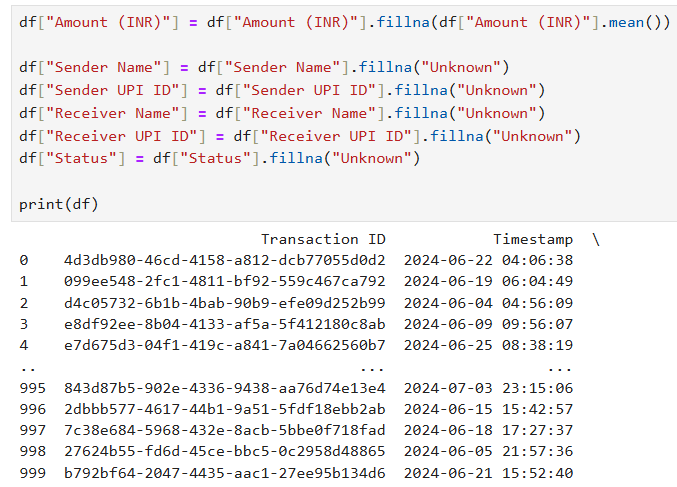 df["Amount (INR)"] = df["Amount (INR)"].fillna(df["Amount (INR)"].mean())
df["Sender Name"] = df["Sender Name"].fillna("Unknown")
df["Sender UPI ID"] = df["Sender UPI ID"].fillna("Unknown")
df["Receiver Name"] = df["Receiver Name"].fillna("Unknown")
df["Receiver UPI ID"] = df["Receiver UPI ID"].fillna("Unknown")
df["Status"] = df["Status"].fillna("Unknown")
print(df)
Transaction ID Timestamp \
0 4d3db980-46cd-4158-a812-dcb77055d0d2 2024-06-22 04:06:38
1 099ee548-2fc1-4811-bf92-559c467ca792 2024-06-19 06:04:49
2 d4c05732-6b1b-4bab-90b9-efe09d252b99 2024-06-04 04:56:09
3 e8df92ee-8b04-4133-af5a-5f412180c8ab 2024-06-09 09:56:07
4 e7d675d3-04f1-419c-a841-7a04662560b7 2024-06-25 08:38:19
.. ... ...
995 843d87b5-902e-4336-9438-aa76d74e13e4 2024-07-03 23:15:06
996 2dbbb577-4617-44b1-9a51-5fdf18ebb2ab 2024-06-15 15:42:57
997 7c38e684-5968-432e-8acb-5bbe0f718fad 2024-06-18 17:27:37
998 27624b55-fd6d-45ce-bbc5-0c2958d48865 2024-06-05 21:57:36
999 b792bf64-2047-4435-aac1-27ee95b134d6 2024-06-21 15:52:40